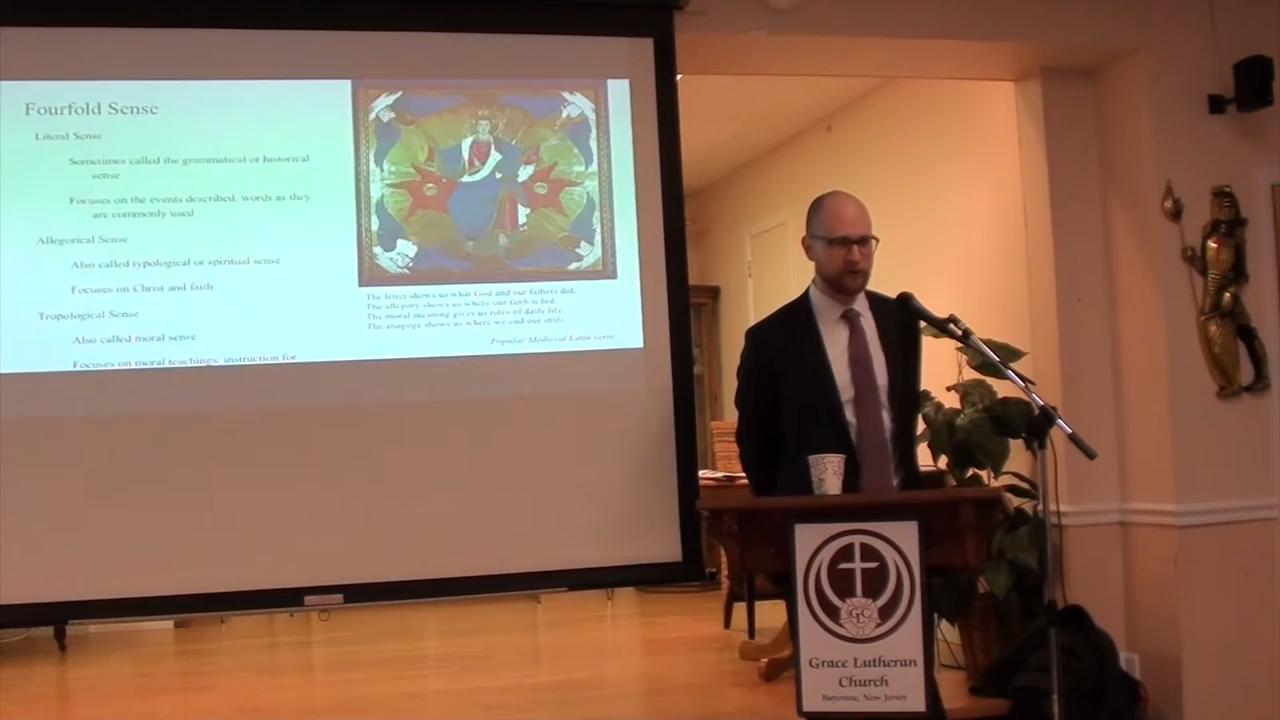 Fourfold Sense
Literal Sense
Sometimes called the grammatical or historical
sense
Focuses on the events described, words as they
are commonly used
Allegorical Sense
Also called typological or spiritual sense
Focuses on Christ and faith
Tropological Sense
Also called moral sense
Focuses on moral teachings, instruction for
The letter shows us what God and our fathers did,
The allegory shows us where our faith is hid,
The moral meaning gives us rules of daily life,
The anagoge shows us where we end our strife
Popular Medieval Latin verse
GLC
Grace Lutheran
Church
Bayonne, New Jersey